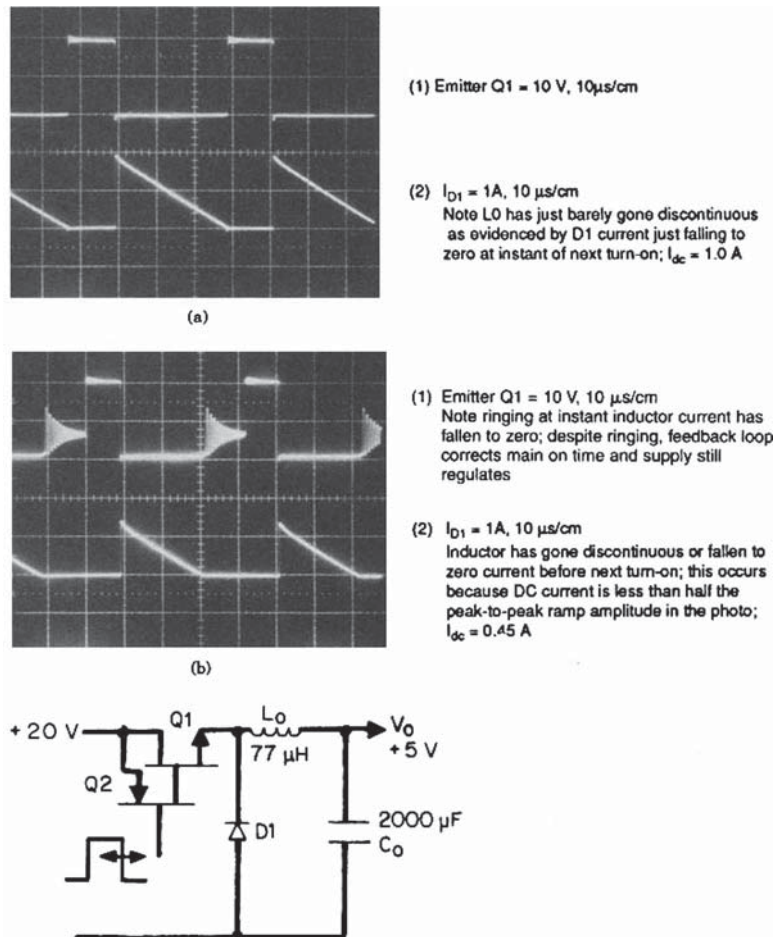 (1) Emitter Q1 = 10 V, 10µs/cm
(2) I_D1 = 1A, 10 µs/cm
Note L0 has just barely gone discontinuous
as evidenced by D1 current just falling to
zero at instant of next turn-on; I_dc = 1.0 A
(a)
(1) Emitter Q1 = 10 V, 10 µs/cm
Note ringing at instant inductor current has
fallen to zero; despite ringing, feedback loop
corrects main on time and supply still
regulates
(2) I_D1 = 1A, 10 µs/cm
Inductor has gone discontinuous or fallen to
zero current before next turn-on; this occurs
because DC current is less than half the
peak-to-peak ramp amplitude in the photo;
I_dc = 0.45 A
(b)
+ 20 V
Q1
Lo
77 µH
Vo
+5 V
Q2
D1
2000 µF
Co